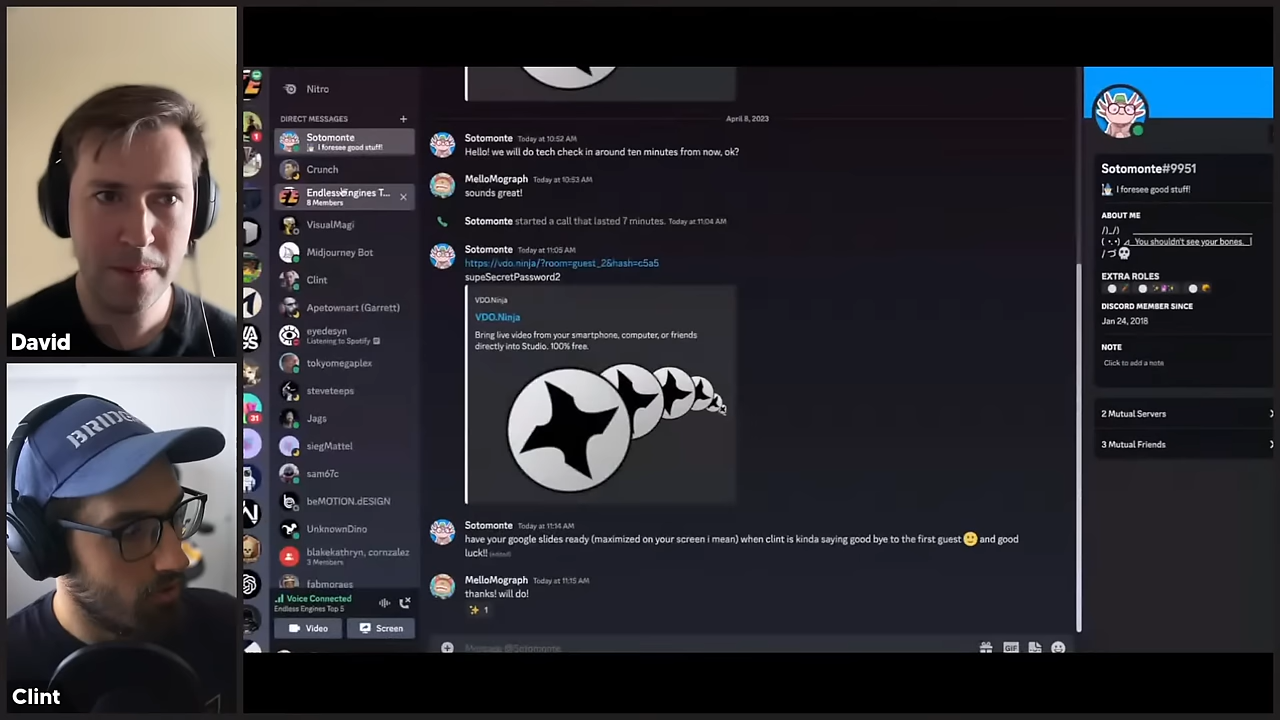 David
BRIDG
Clint
Nitro
DIRECT MESSAGES
Sotomonte
I foresee good stuff!
Crunch
EndlessEngines T...
8 Members
VisualMagi
Midjourney Bot
Clint
Apetownart (Garrett)
eyedesyn
Listening to Spotify
tokyomegaplex
steveteeps
Jags
siegMattel
sam67c
beMOTION.dESIGN
UnknownDino
blakekathryn, cornzalez
3 Members
fabmoraes
Voice Connected
Endless Engines Top 5
Video
Screen
1
31
April 8, 2023
Sotomonte Today at 10:52 AM
Hello! we will do tech check in around ten minutes from now, ok?
MelloMograph Today at 10:53 AM
sounds great!
Sotomonte started a call that lasted 7 minutes. Today at 11:04 AM
Sotomonte Today at 11:05 AM
https://vdo.ninja/?room=guest_2&hash=c5a5
supeSecretPassword2
VDO.Ninja
VDO.Ninja
Bring live video from your smartphone, computer, or friends
directly into Studio. 100% free.
Sotomonte Today at 11:14 AM
have your google slides ready (maximized on your screen i mean) when clint is kinda saying good bye to the first guest 🙂 and good
luck!! (edited)
MelloMograph Today at 11:15 AM
thanks! will do!
✨ 1
Message @Sotomonte
GIF
Sotomonte#9951
I foresee good stuff!
ABOUT ME
You shouldn't see your bones.
EXTRA ROLES
DISCORD MEMBER SINCE
Jan 24, 2018
NOTE
Click to add a note
2 Mutual Servers
3 Mutual Friends